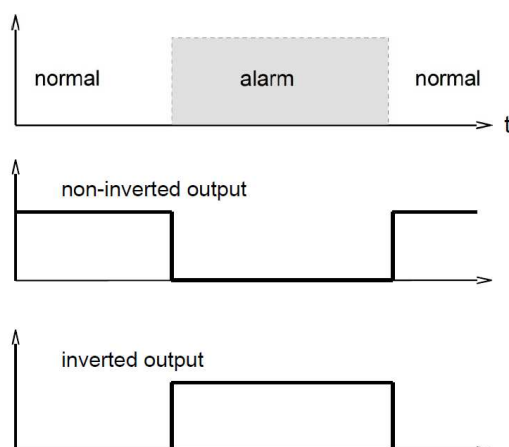 normal alarm normal
t
non-inverted output
inverted output